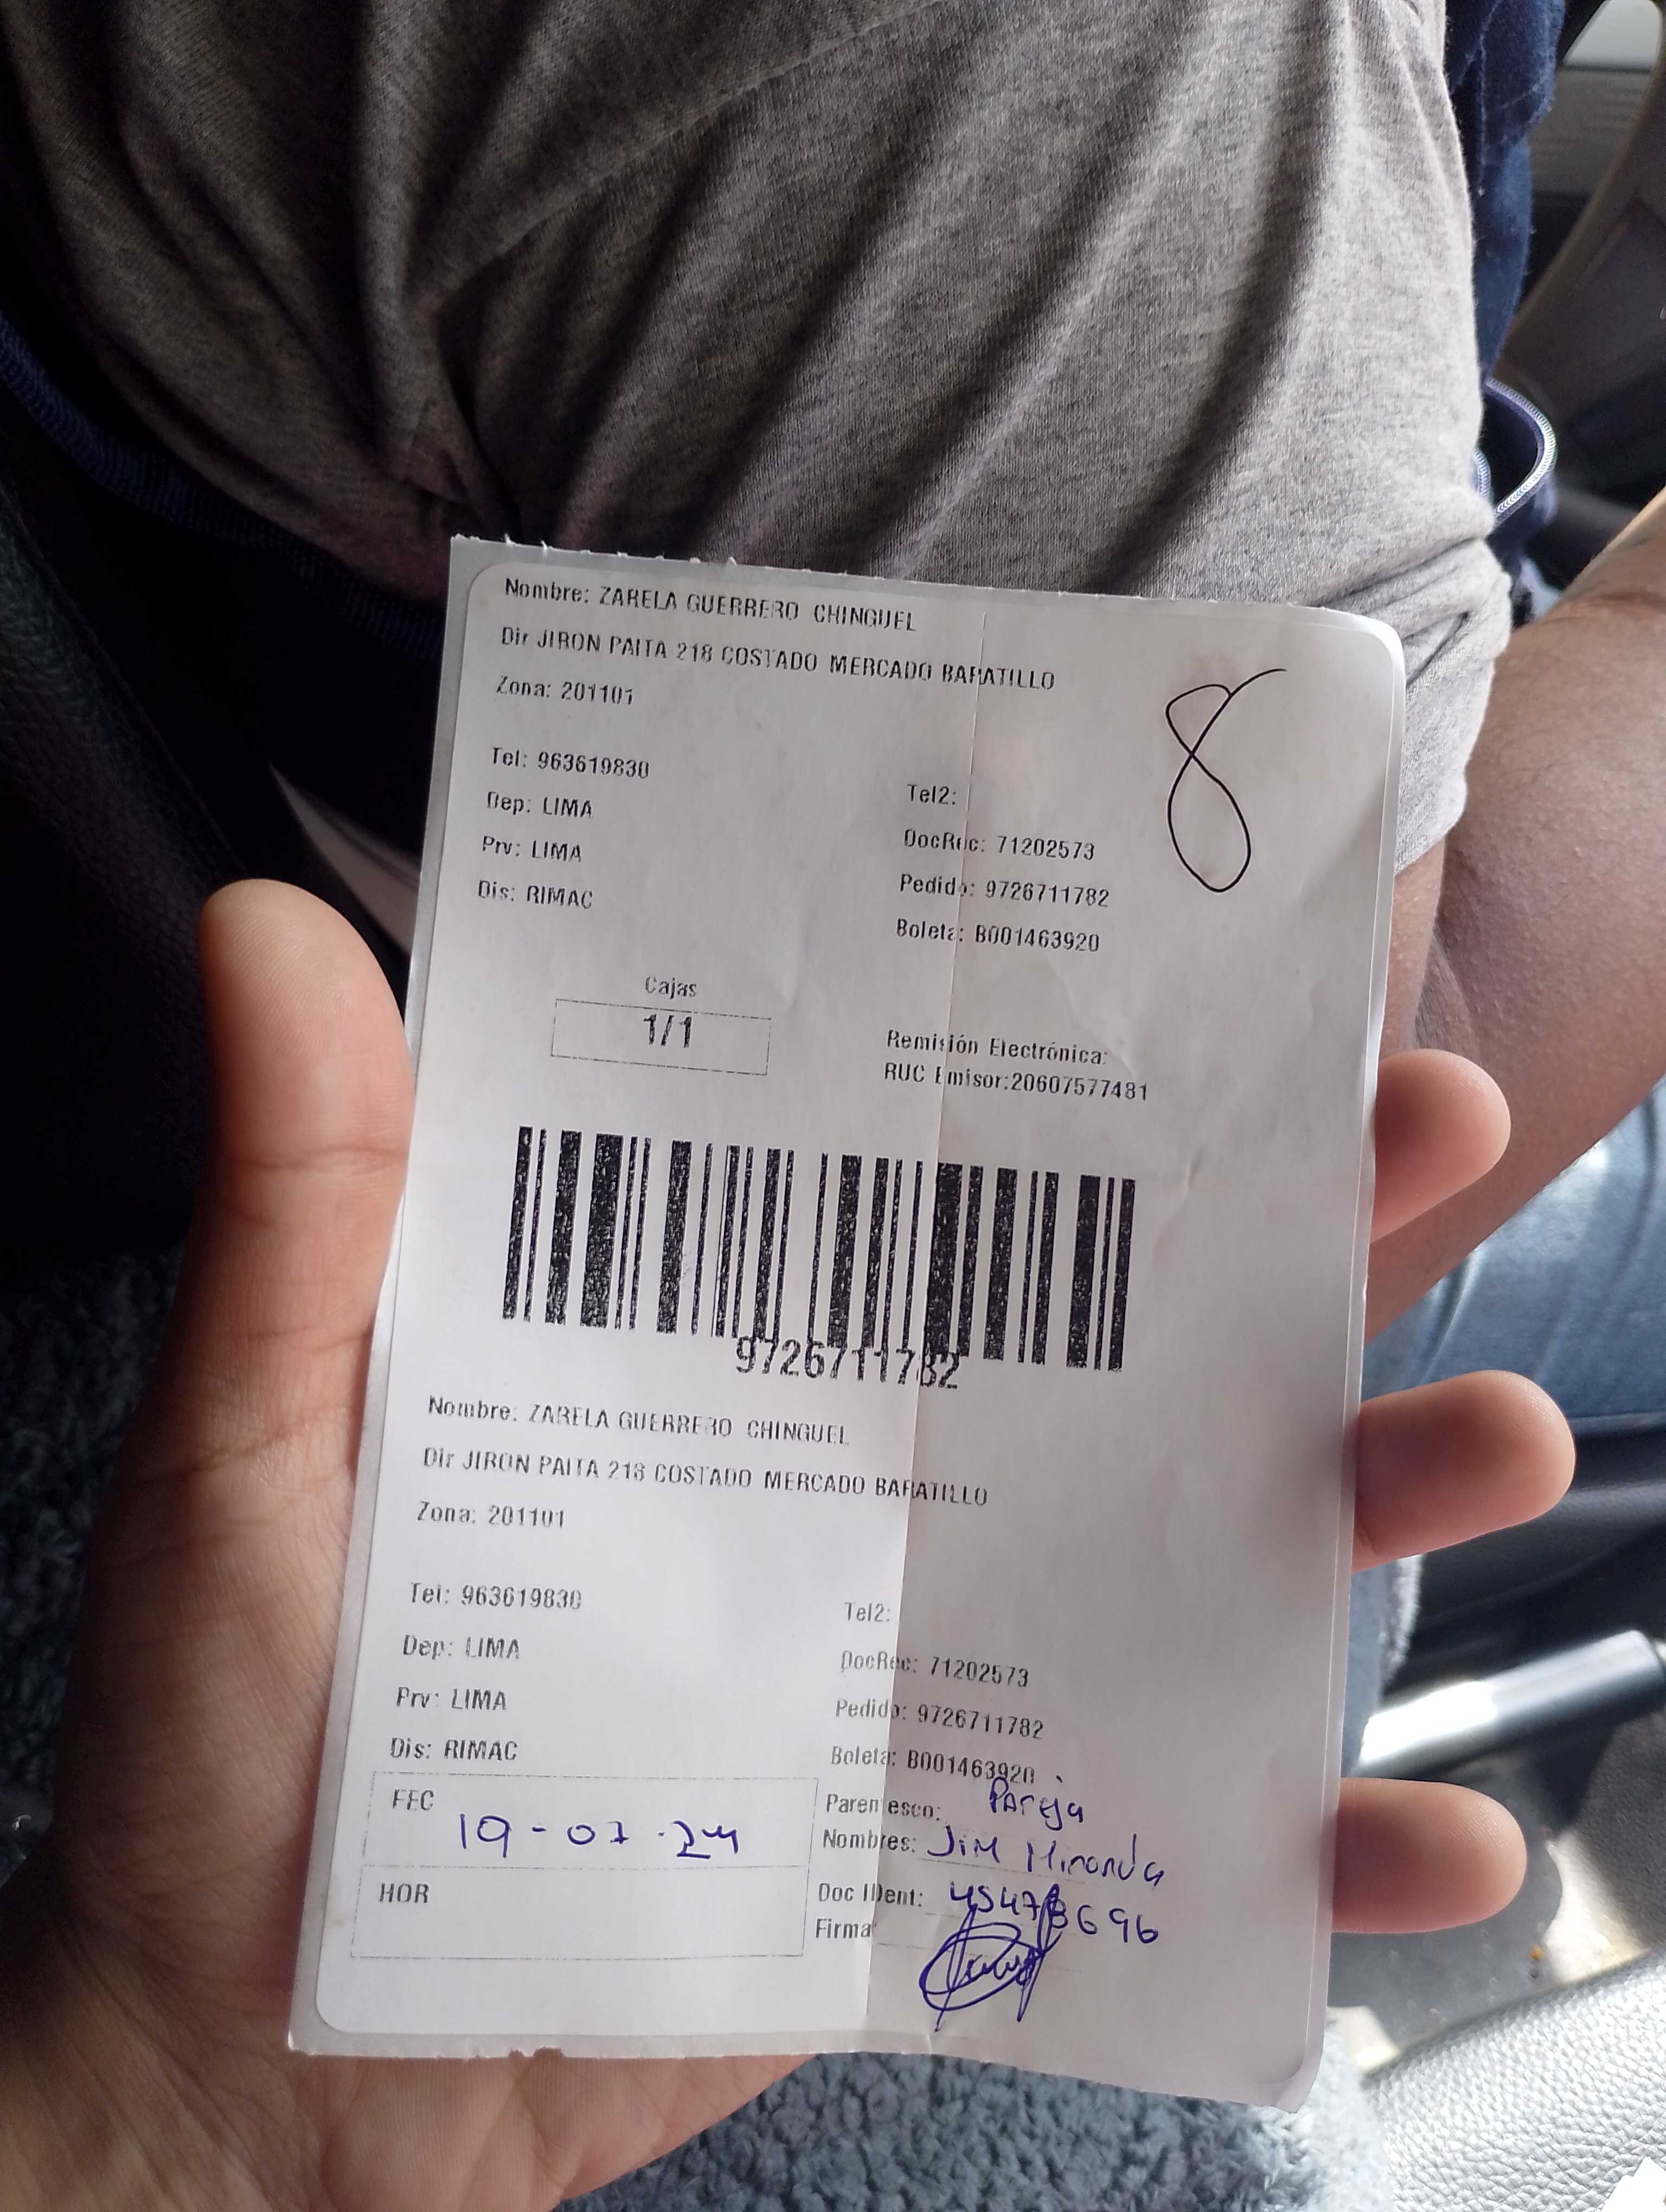 Nombre: ZARELA GUERRERO CHINGUEL
Dir JIRON PAITA 218 COSTADO MERCADO BARATILLO
Zona: 201101
8
Tel: 963619830
Tel2:
Dep: LIMA
DocRec: 71202573
Prv: LIMA
Pedido: 9726711782
Dis: RIMAC
Boleta: B001463920
Cajas
1/1
Remisión Electrónica:
RUC Emisor:20607577481
9726711782
Nombre: ZARELA GUERRERO CHINGUEL
Dir JIRON PAITA 218 COSTADO MERCADO BARATILLO
Zona: 201101
Tel: 963619830
Tel2:
Dep: LIMA
DocRec: 71202573
Prv: LIMA
Pedido: 9726711782
Dis: RIMAC
Boleta: B001463920
FEC 19-07-24
Parentesco: Pareja
Nombres: Jim Miranda
HOR
Doc IDent:
Firma